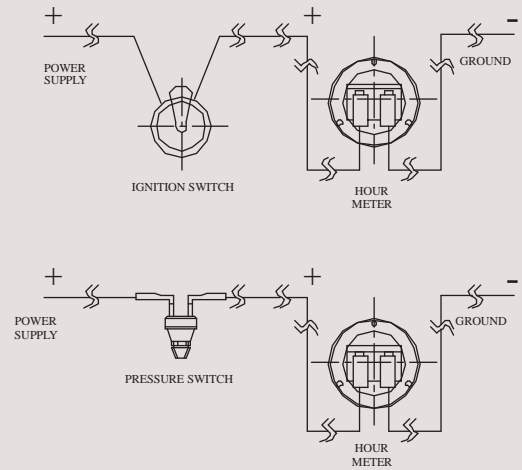 + + -
POWER
SUPPLY
GROUND
IGNITION SWITCH
HOUR
METER
+ + -
POWER
SUPPLY
GROUND
PRESSURE SWITCH
HOUR
METER